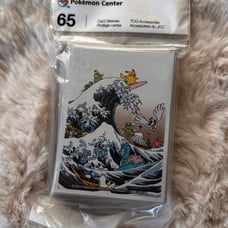 Pokémon Center
65
Card Sleeves
Protège-cartes
TCG Accessories
Accessoires du JCC